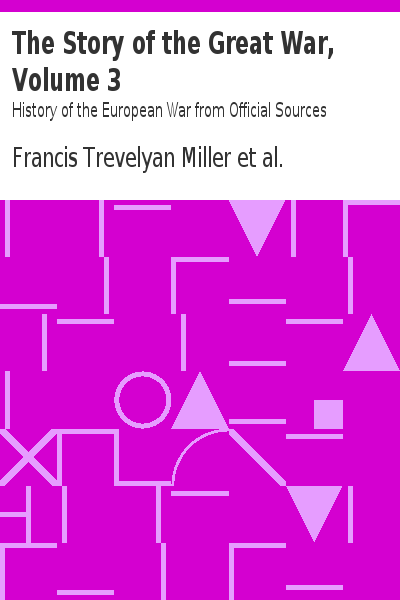 The Story of the Great War,
Volume 3
History of the European War from Official Sources
Francis Trevelyan Miller et al.